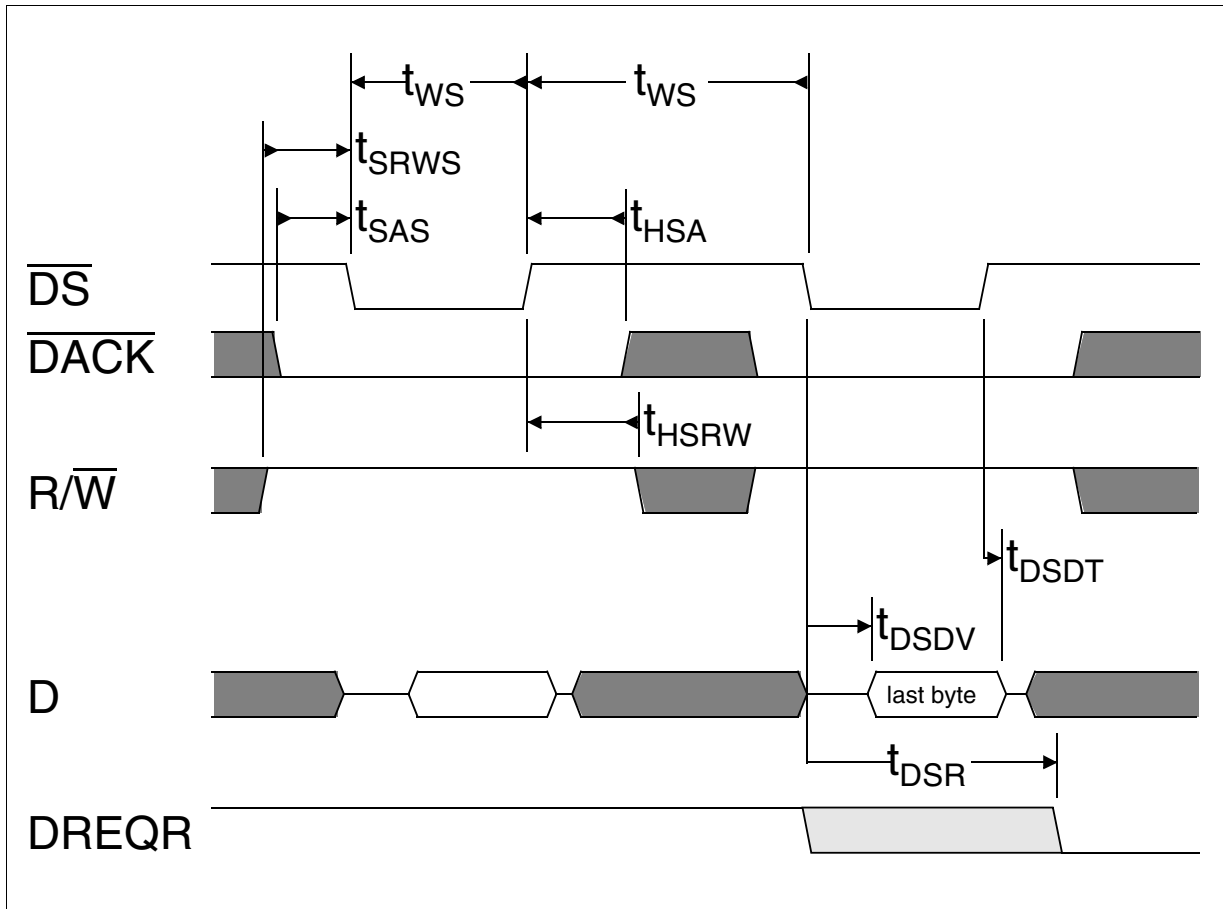 tWS tWS
tSRWS
tSAS tHSA
DS
DACK
tHSRW
R/W
tDSDT
tDSDV
D last byte
tDSR
DREQR